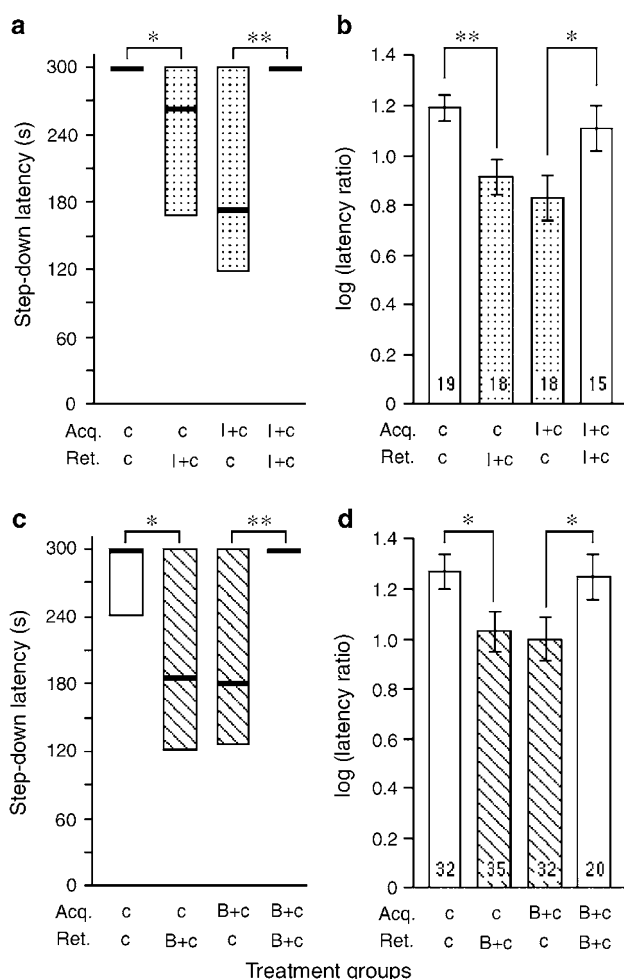 a
* **
Step-down latency (s)
300
240
180
120
60
0
Acq. c c I+c I+c
Ret. c I+c c I+c
b
** *
log (latency ratio)
1.4
1.2
1.0
0.8
0.6
0.4
0.2
0
19 18 18 15
Acq. c c I+c I+c
Ret. c I+c c I+c
c
* **
Step-down latency (s)
300
240
180
120
60
0
Acq. c c B+c B+c
Ret. c B+c c B+c
d
* *
log (latency ratio)
1.4
1.2
1.0
0.8
0.6
0.4
0.2
0
32 35 32 20
Acq. c c B+c B+c
Ret. c B+c c B+c
Treatment groups